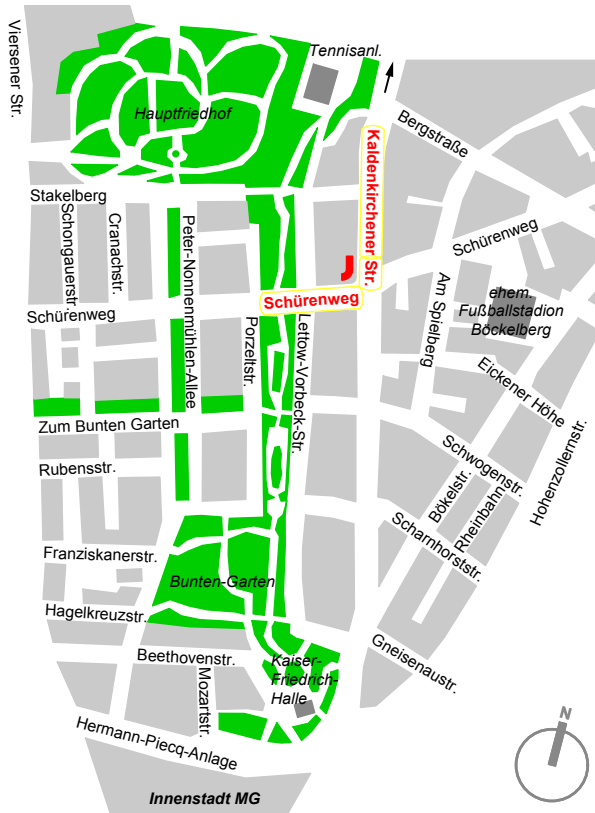 Viersener Str.
Tennisanl.
Hauptfriedhof
Bergstraße
Kaldenkirchener Str.
Stakelberg
Schongauerstr.
Cranachstr.
Peter-Nonnenmühlen-Allee
Schürenweg
Schürenweg
Schürenweg
Am Spielberg
ehem.
Fußballstadion
Böckelberg
Porzeltstr.
Lettow-Vorbeck-Str.
Eickener Höhe
Zum Bunten Garten
Hohenzollernstr.
Schwogenstr.
Rubensstr.
Bökelstr.
Rheinbahn
Scharnhorststr.
Franziskanerstr.
Bunten-Garten
Hagelkreuzstr.
Gneisenaustr.
Beethovenstr.
Kaiser-
Friedrich-
Halle
Mozartstr.
Hermann-Piecq-Anlage
N
Innenstadt MG